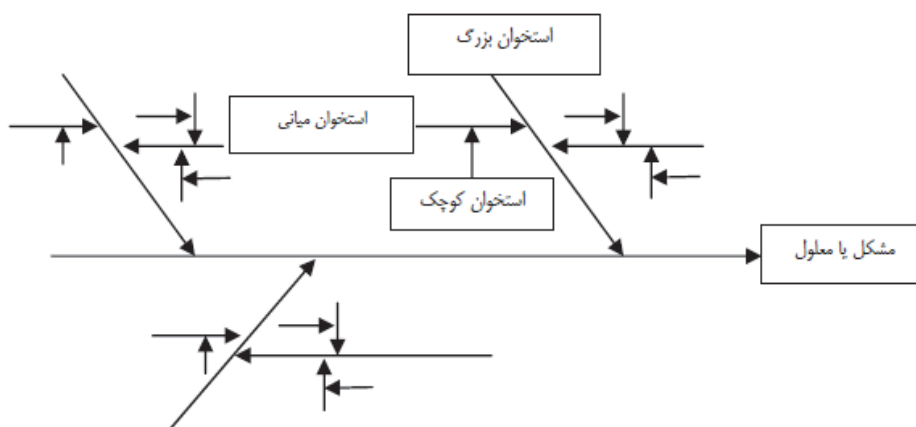 استخوان بزرگ
استخوان میانی
استخوان کوچک
مشکل یا معلول